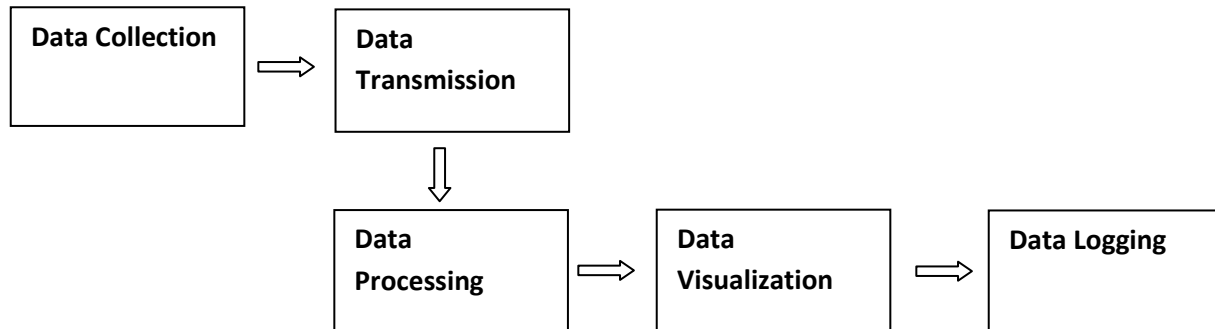 Data Collection
Data
Transmission
Data
Processing
Data
Visualization
Data Logging